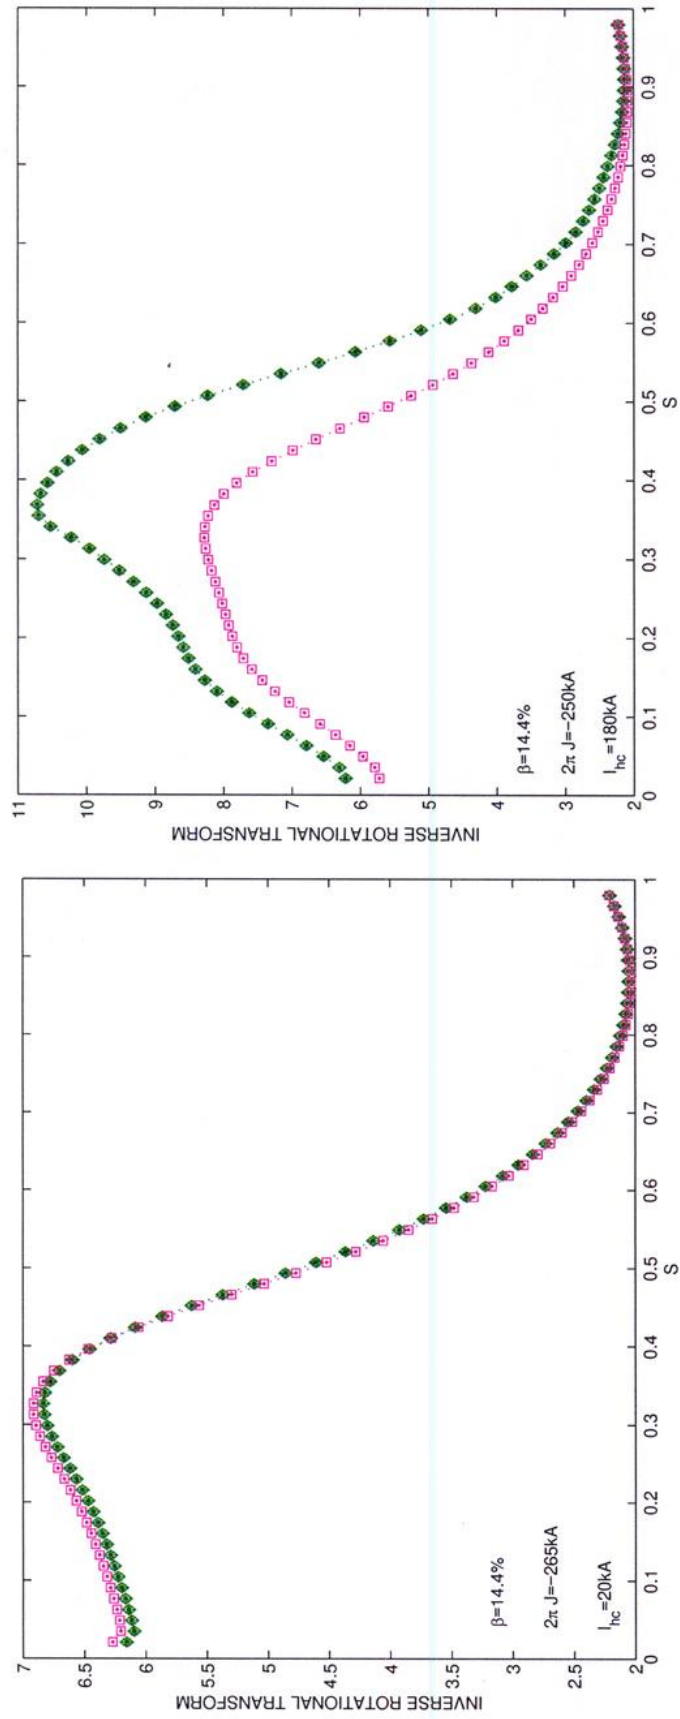 INVERSE ROTATIONAL TRANSFORM
7
6.5
6
5.5
5
4.5
4
3.5
3
2.5
2
β=14.4%
2π J=−265kA
I_hc=20kA
0 0.1 0.2 0.3 0.4 0.5 0.6 0.7 0.8 0.9 1
S
INVERSE ROTATIONAL TRANSFORM
11
10
9
8
7
6
5
4
3
2
β=14.4%
2π J=−250kA
I_hc=180kA
0 0.1 0.2 0.3 0.4 0.5 0.6 0.7 0.8 0.9 1
S